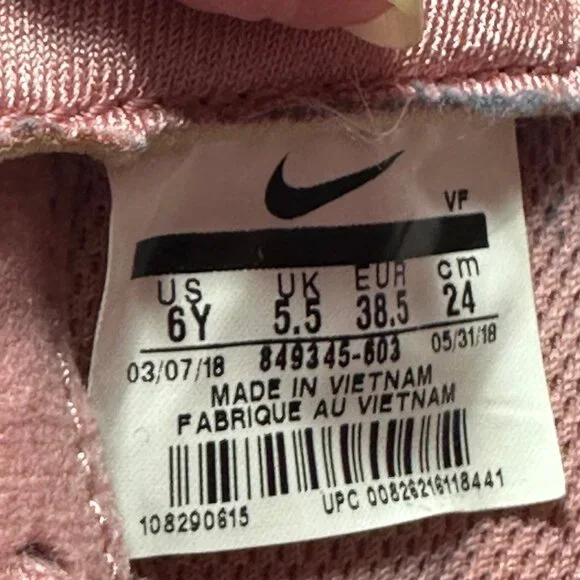 VF
US UK EUR cm
6Y 5.5 38.5 24
03/07/18 849345-603 05/31/18
MADE IN VIETNAM
FABRIQUE AU VIETNAM
108290615 UPC 00826216118441